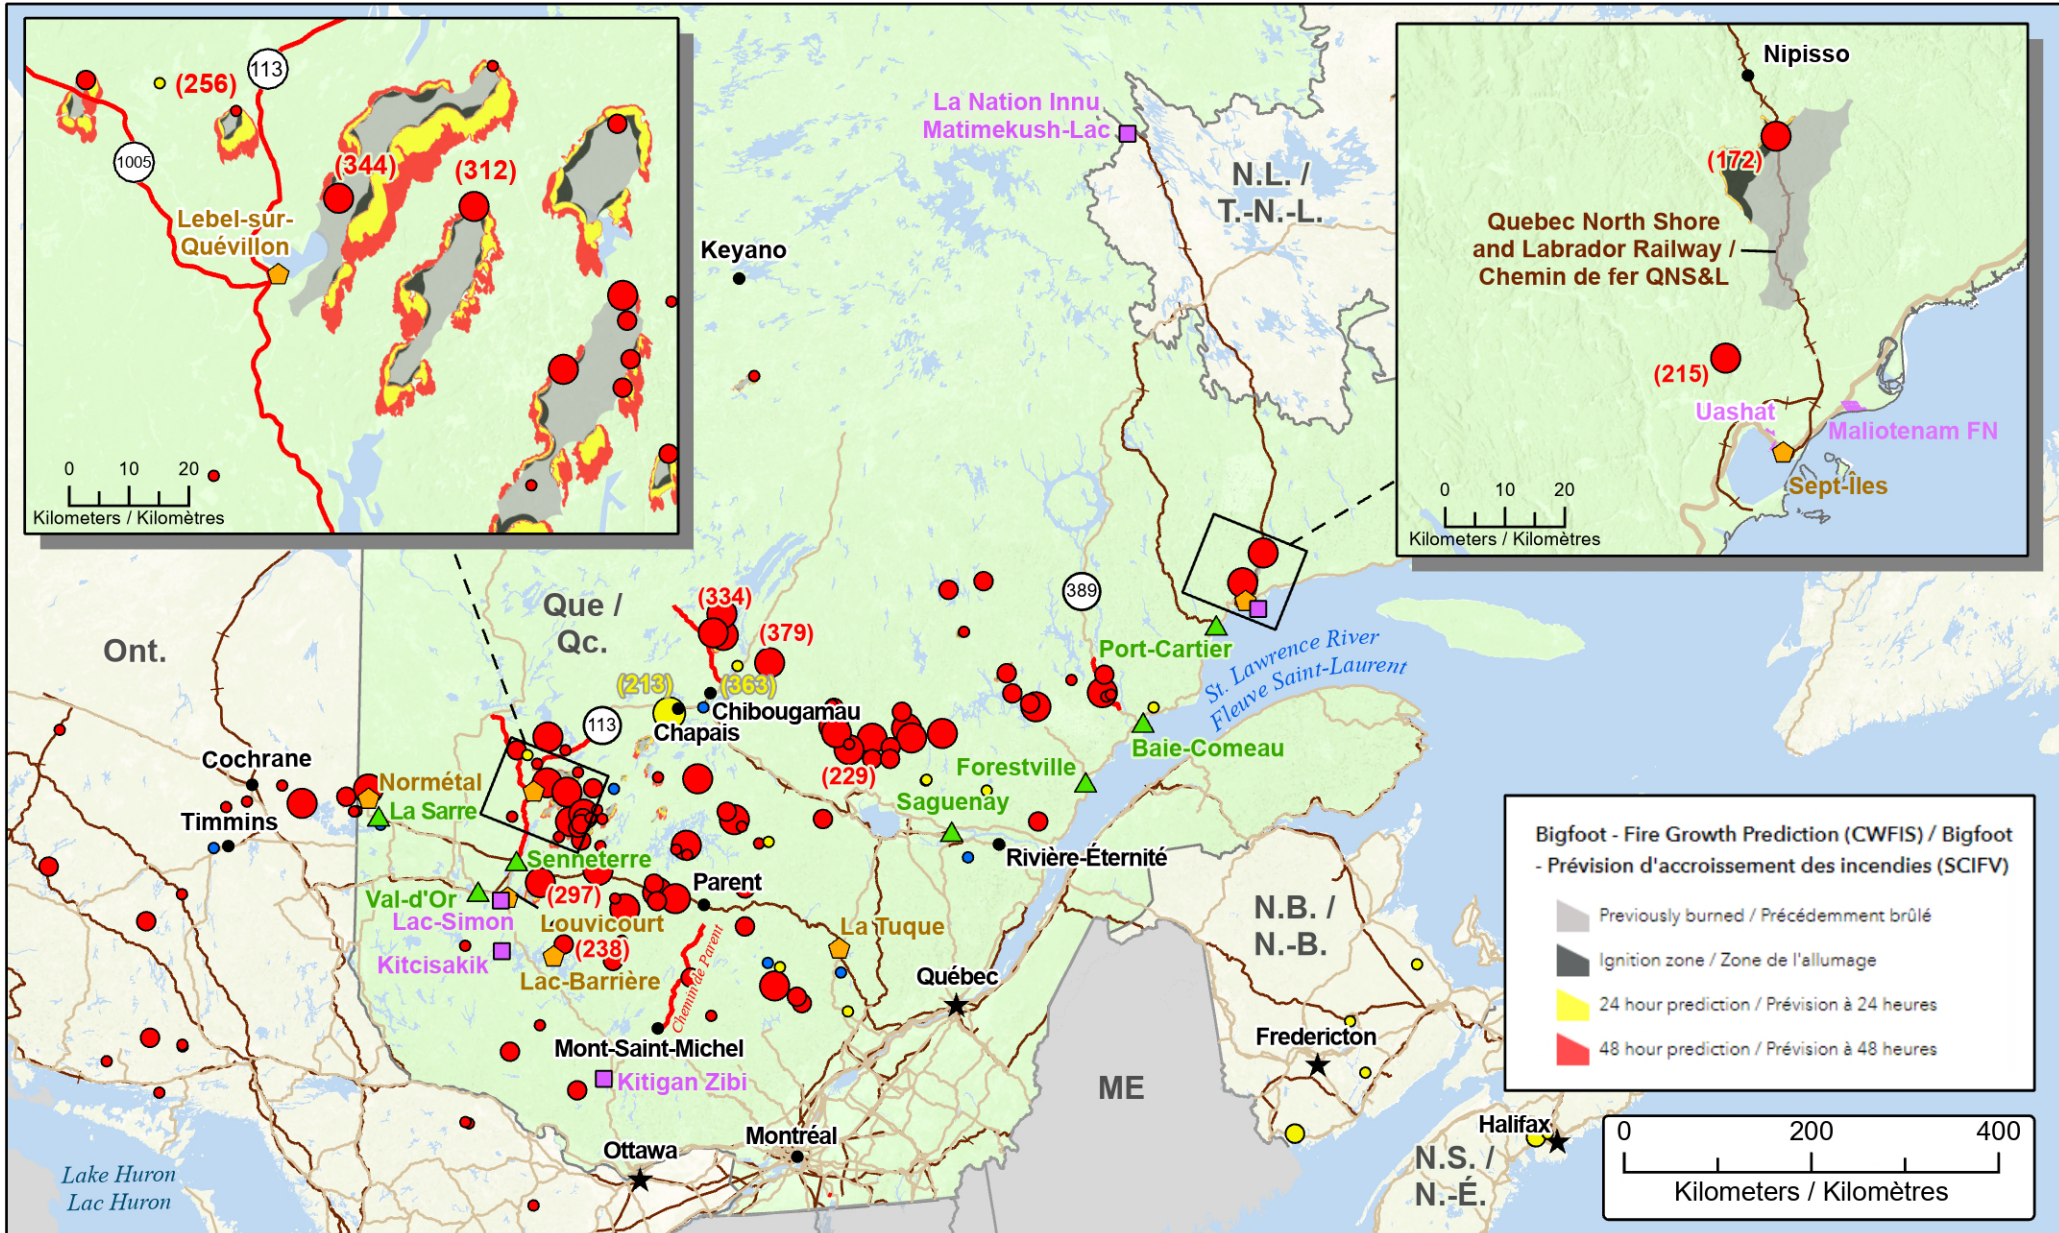 (256)
113
1005
(344)
(312)
Lebel-sur-
Quévillon
0 10 20
Kilometers / Kilomètres
La Nation Innu
Matimekush-Lac
N.L. /
T.-N.-L.
Keyano
Nipisso
(172)
Quebec North Shore
and Labrador Railway /
Chemin de fer QNS&L
(215)
Uashat
Maliotenam FN
Sept-Îles
0 10 20
Kilometers / Kilomètres
Ont.
Que /
Qc.
(334)
(379)
389
Port-Cartier
St. Lawrence River
Fleuve Saint-Laurent
(213)
(363)
Chibougamau
Chapais
113
Baie-Comeau
Cochrane
Normétal
La Sarre
Timmins
(229)
Forestville
Saguenay
Rivière-Éternité
Senneterre
Val-d'Or
(297)
Parent
Lac-Simon
Louvicourt
Kitcisakik
(238)
Lac-Barrière
Chemin de Parent
La Tuque
Québec
Mont-Saint-Michel
Kitigan Zibi
Montréal
Ottawa
Lake Huron
Lac Huron
ME
N.B. /
N.-B.
Fredericton
Halifax
N.S. /
N.-É.
Bigfoot - Fire Growth Prediction (CWFIS) / Bigfoot
- Prévision d'accroissement des incendies (SCIFV)
Previously burned / Précédemment brûlé
Ignition zone / Zone de l'allumage
24 hour prediction / Prévision à 24 heures
48 hour prediction / Prévision à 48 heures
0 200 400
Kilometers / Kilomètres